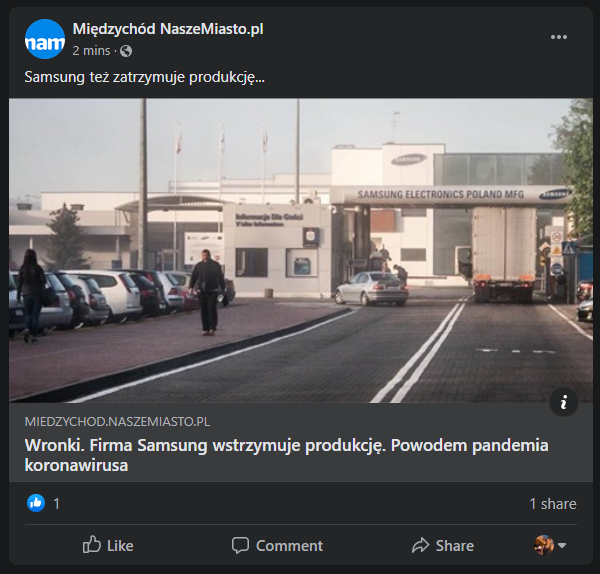 nam
Międzychód NaszeMiasto.pl
2 mins
Samsung też zatrzymuje produkcję...
SAMSUNG
SAMSUNG ELECTRONICS POLAND MFG
SAMSUNG
Informacja Dla Gości
Visitor Information
MIEDZYCHOD.NASZEMIASTO.PL
Wronki. Firma Samsung wstrzymuje produkcję. Powodem pandemia
koronawirusa
1
1 share
Like
Comment
Share